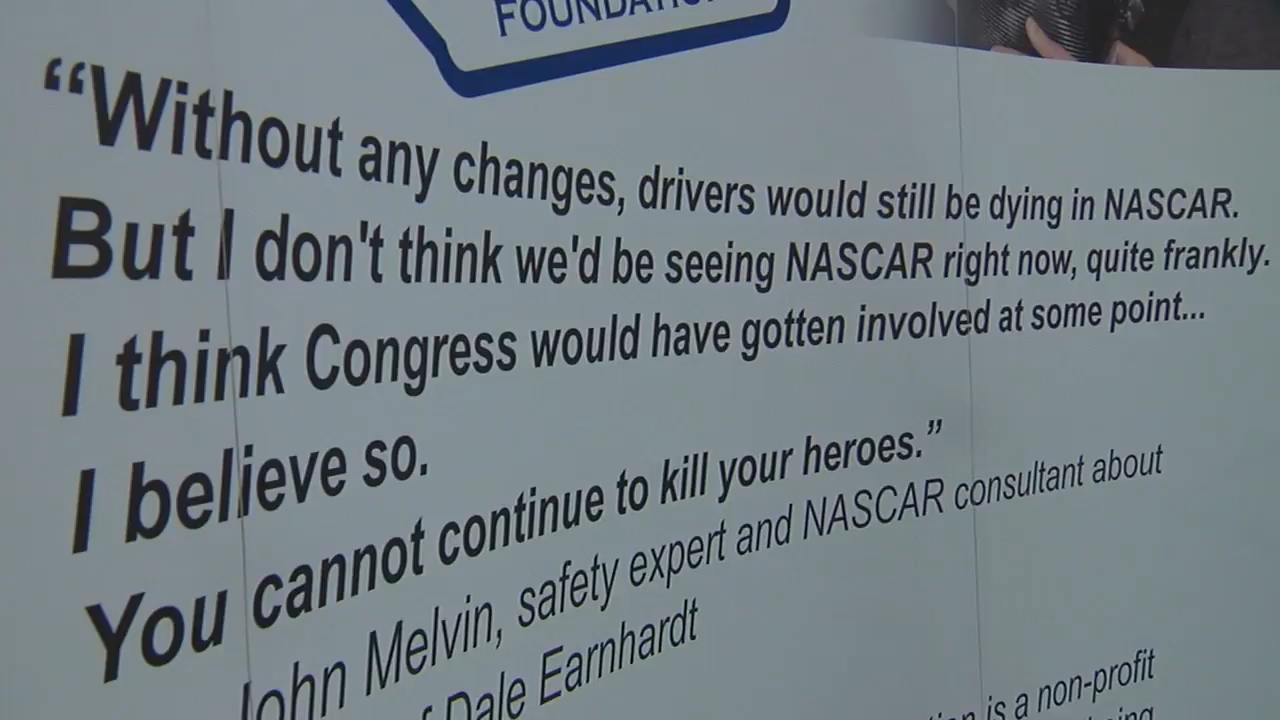 FOUNDATION
“Without any changes, drivers would still be dying in NASCAR.
But I don't think we'd be seeing NASCAR right now, quite frankly.
I think Congress would have gotten involved at some point...
I believe so.
You cannot continue to kill your heroes.”
John Melvin, safety expert and NASCAR consultant about
Dale Earnhardt
is a non-profit